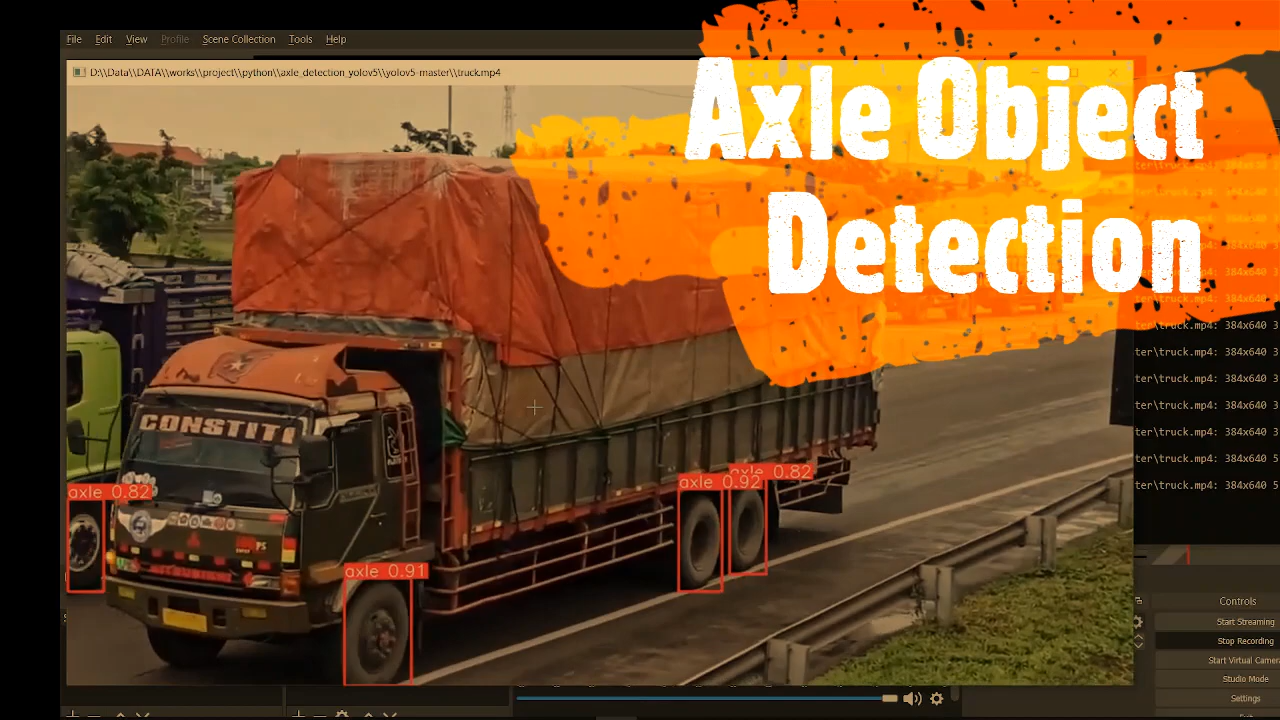 Axle Object
Detection
File Edit View Profile Scene Collection Tools Help
D:\\Data\\DATA\\works\\project\\python\\axle_detection_yolov5\\yolov5-master\\truck.mp4
CONSTITU
axle 0.82
axle 0.91
axle 0.92
axle 0.82
PS
MITSUBISHI
ter\truck.mp4: 384x640 3
ter\truck.mp4: 384x640 3
ter\truck.mp4: 384x640 3
ter\truck.mp4: 384x640 3
ter\truck.mp4: 384x640 3
ter\truck.mp4: 384x640 5
ter\truck.mp4: 384x640 5
Controls
Start Streaming
Stop Recording
Start Virtual Camera
Studio Mode
Settings